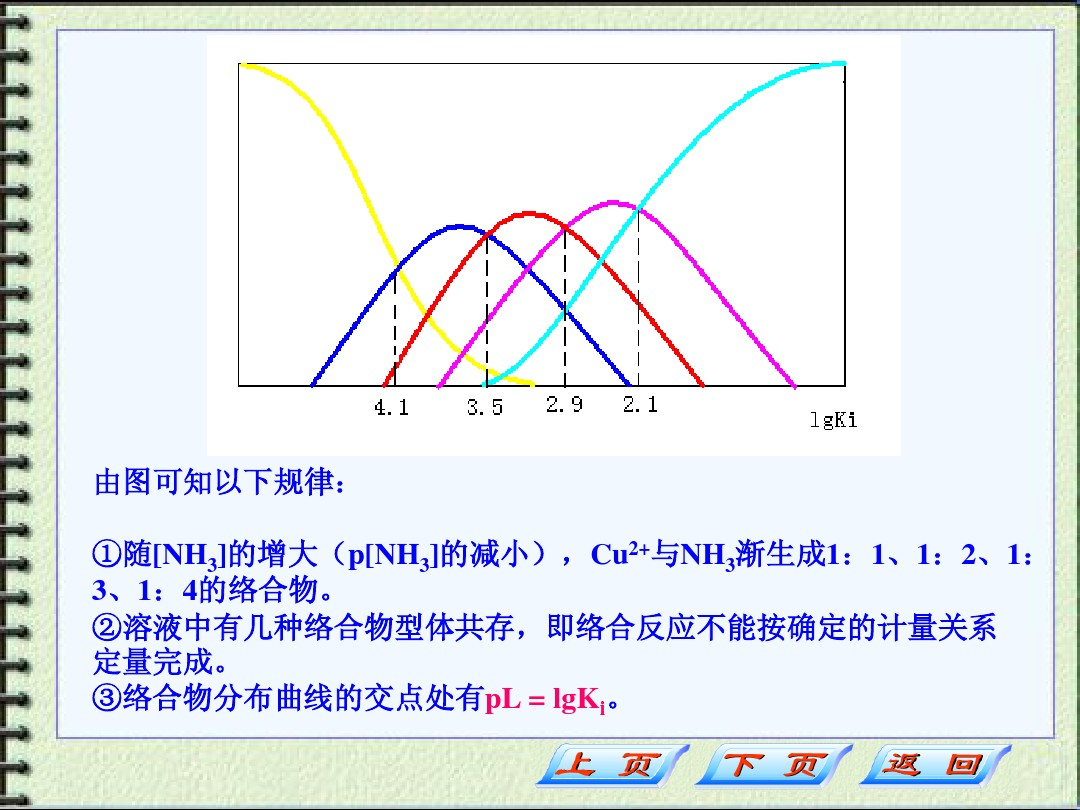 4.1 3.5 2.9 2.1
lgKi
由图可知以下规律：
①随[NH3]的增大（p[NH3]的减小），Cu2+与NH3渐生成1：1、1：2、1：
3、1：4的络合物。
②溶液中有几种络合物型体共存，即络合反应不能按确定的计量关系
定量完成。
③络合物分布曲线的交点处有pL = lgKi。
上 页 下 页 返 回